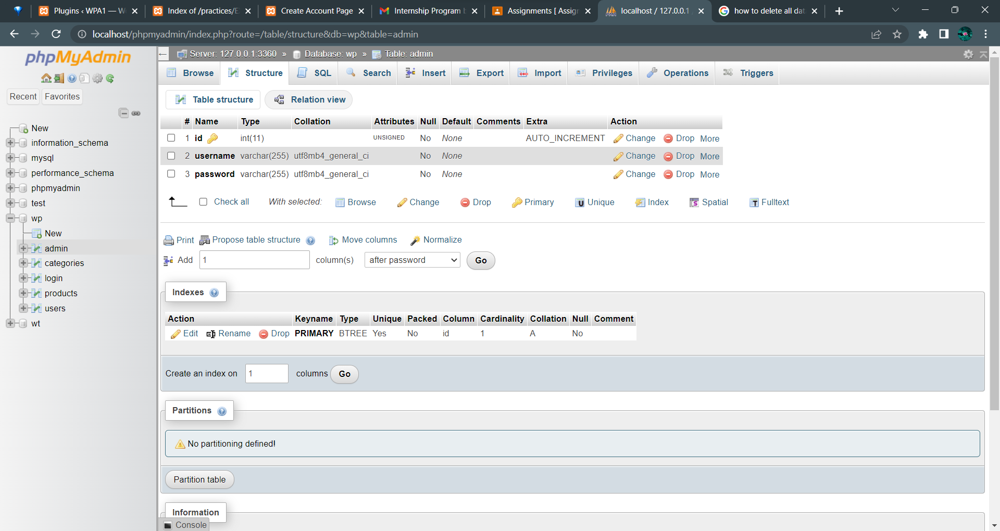 Plugins ‹ WPA1 — W
Index of /practices/E
Create Account Page
Internship Program
Assignments [ Assign
localhost / 127.0.0.1
how to delete all dat
localhost/phpmyadmin/index.php?route=/table/structure&db=wp&table=admin
phpMyAdmin
Recent Favorites
New
information_schema
mysql
performance_schema
phpmyadmin
test
wp
New
admin
categories
login
products
users
wt
Server: 127.0.0.1:3360 » Database: wp » Table: admin
Browse Structure SQL Search Insert Export Import Privileges Operations Triggers
Table structure Relation view
# Name Type Collation Attributes Null Default Comments Extra Action
1 id int(11) UNSIGNED No None AUTO_INCREMENT Change Drop More
2 username varchar(255) utf8mb4_general_ci No None Change Drop More
3 password varchar(255) utf8mb4_general_ci No None Change Drop More
Check all With selected: Browse Change Drop Primary Unique Index Spatial Fulltext
Print Propose table structure Move columns Normalize
Add 1 column(s) after password Go
Indexes
Action Keyname Type Unique Packed Column Cardinality Collation Null Comment
Edit Rename Drop PRIMARY BTREE Yes No id 1 A No
Create an index on 1 columns Go
Partitions
No partitioning defined!
Partition table
Information
Console